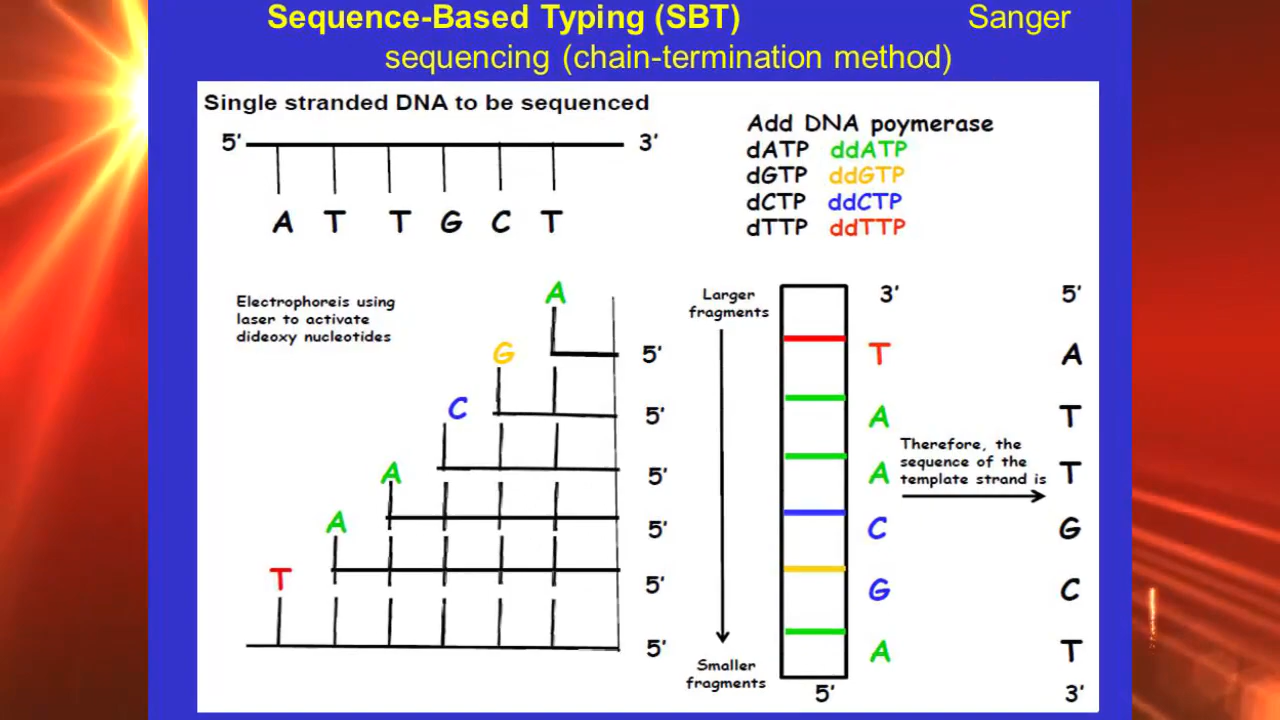 Sequence-Based Typing (SBT) Sanger
sequencing (chain-termination method)
Single stranded DNA to be sequenced
5' 3'
A T T G C T
Add DNA poymerase
dATP ddATP
dGTP ddGTP
dCTP ddCTP
dTTP ddTTP
Electrophoreis using
laser to activate
dideoxy nucleotides
A
5'
G
5'
C
5'
A
5'
A
5'
T
5'
Larger
fragments
Smaller
fragments
3'
T
A
A
C
G
A
5'
Therefore, the
sequence of the
template strand is
5'
A
T
T
G
C
T
3'